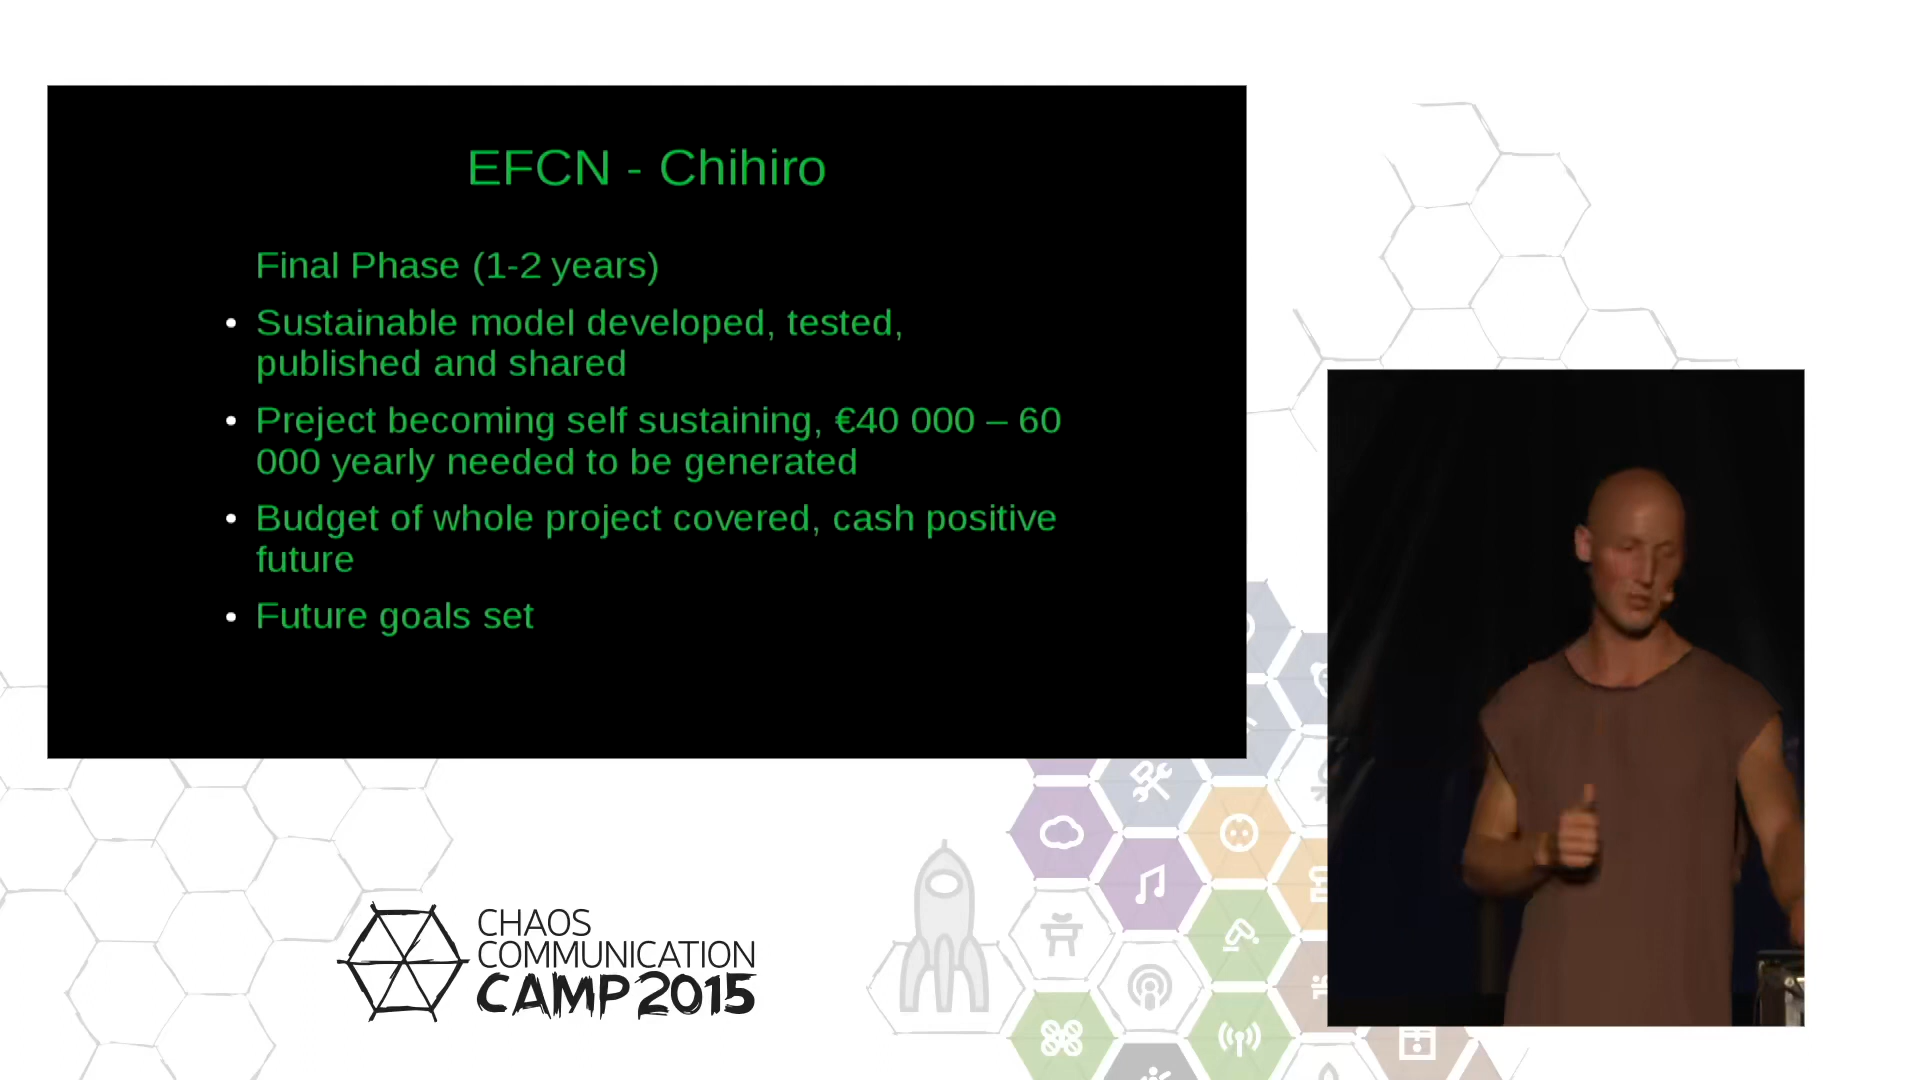 EFCN - Chihiro
Final Phase (1-2 years)
• Sustainable model developed, tested,
published and shared
• Preject becoming self sustaining, €40 000 – 60
000 yearly needed to be generated
• Budget of whole project covered, cash positive
future
• Future goals set
CHAOS
COMMUNICATION
CAMP 2015